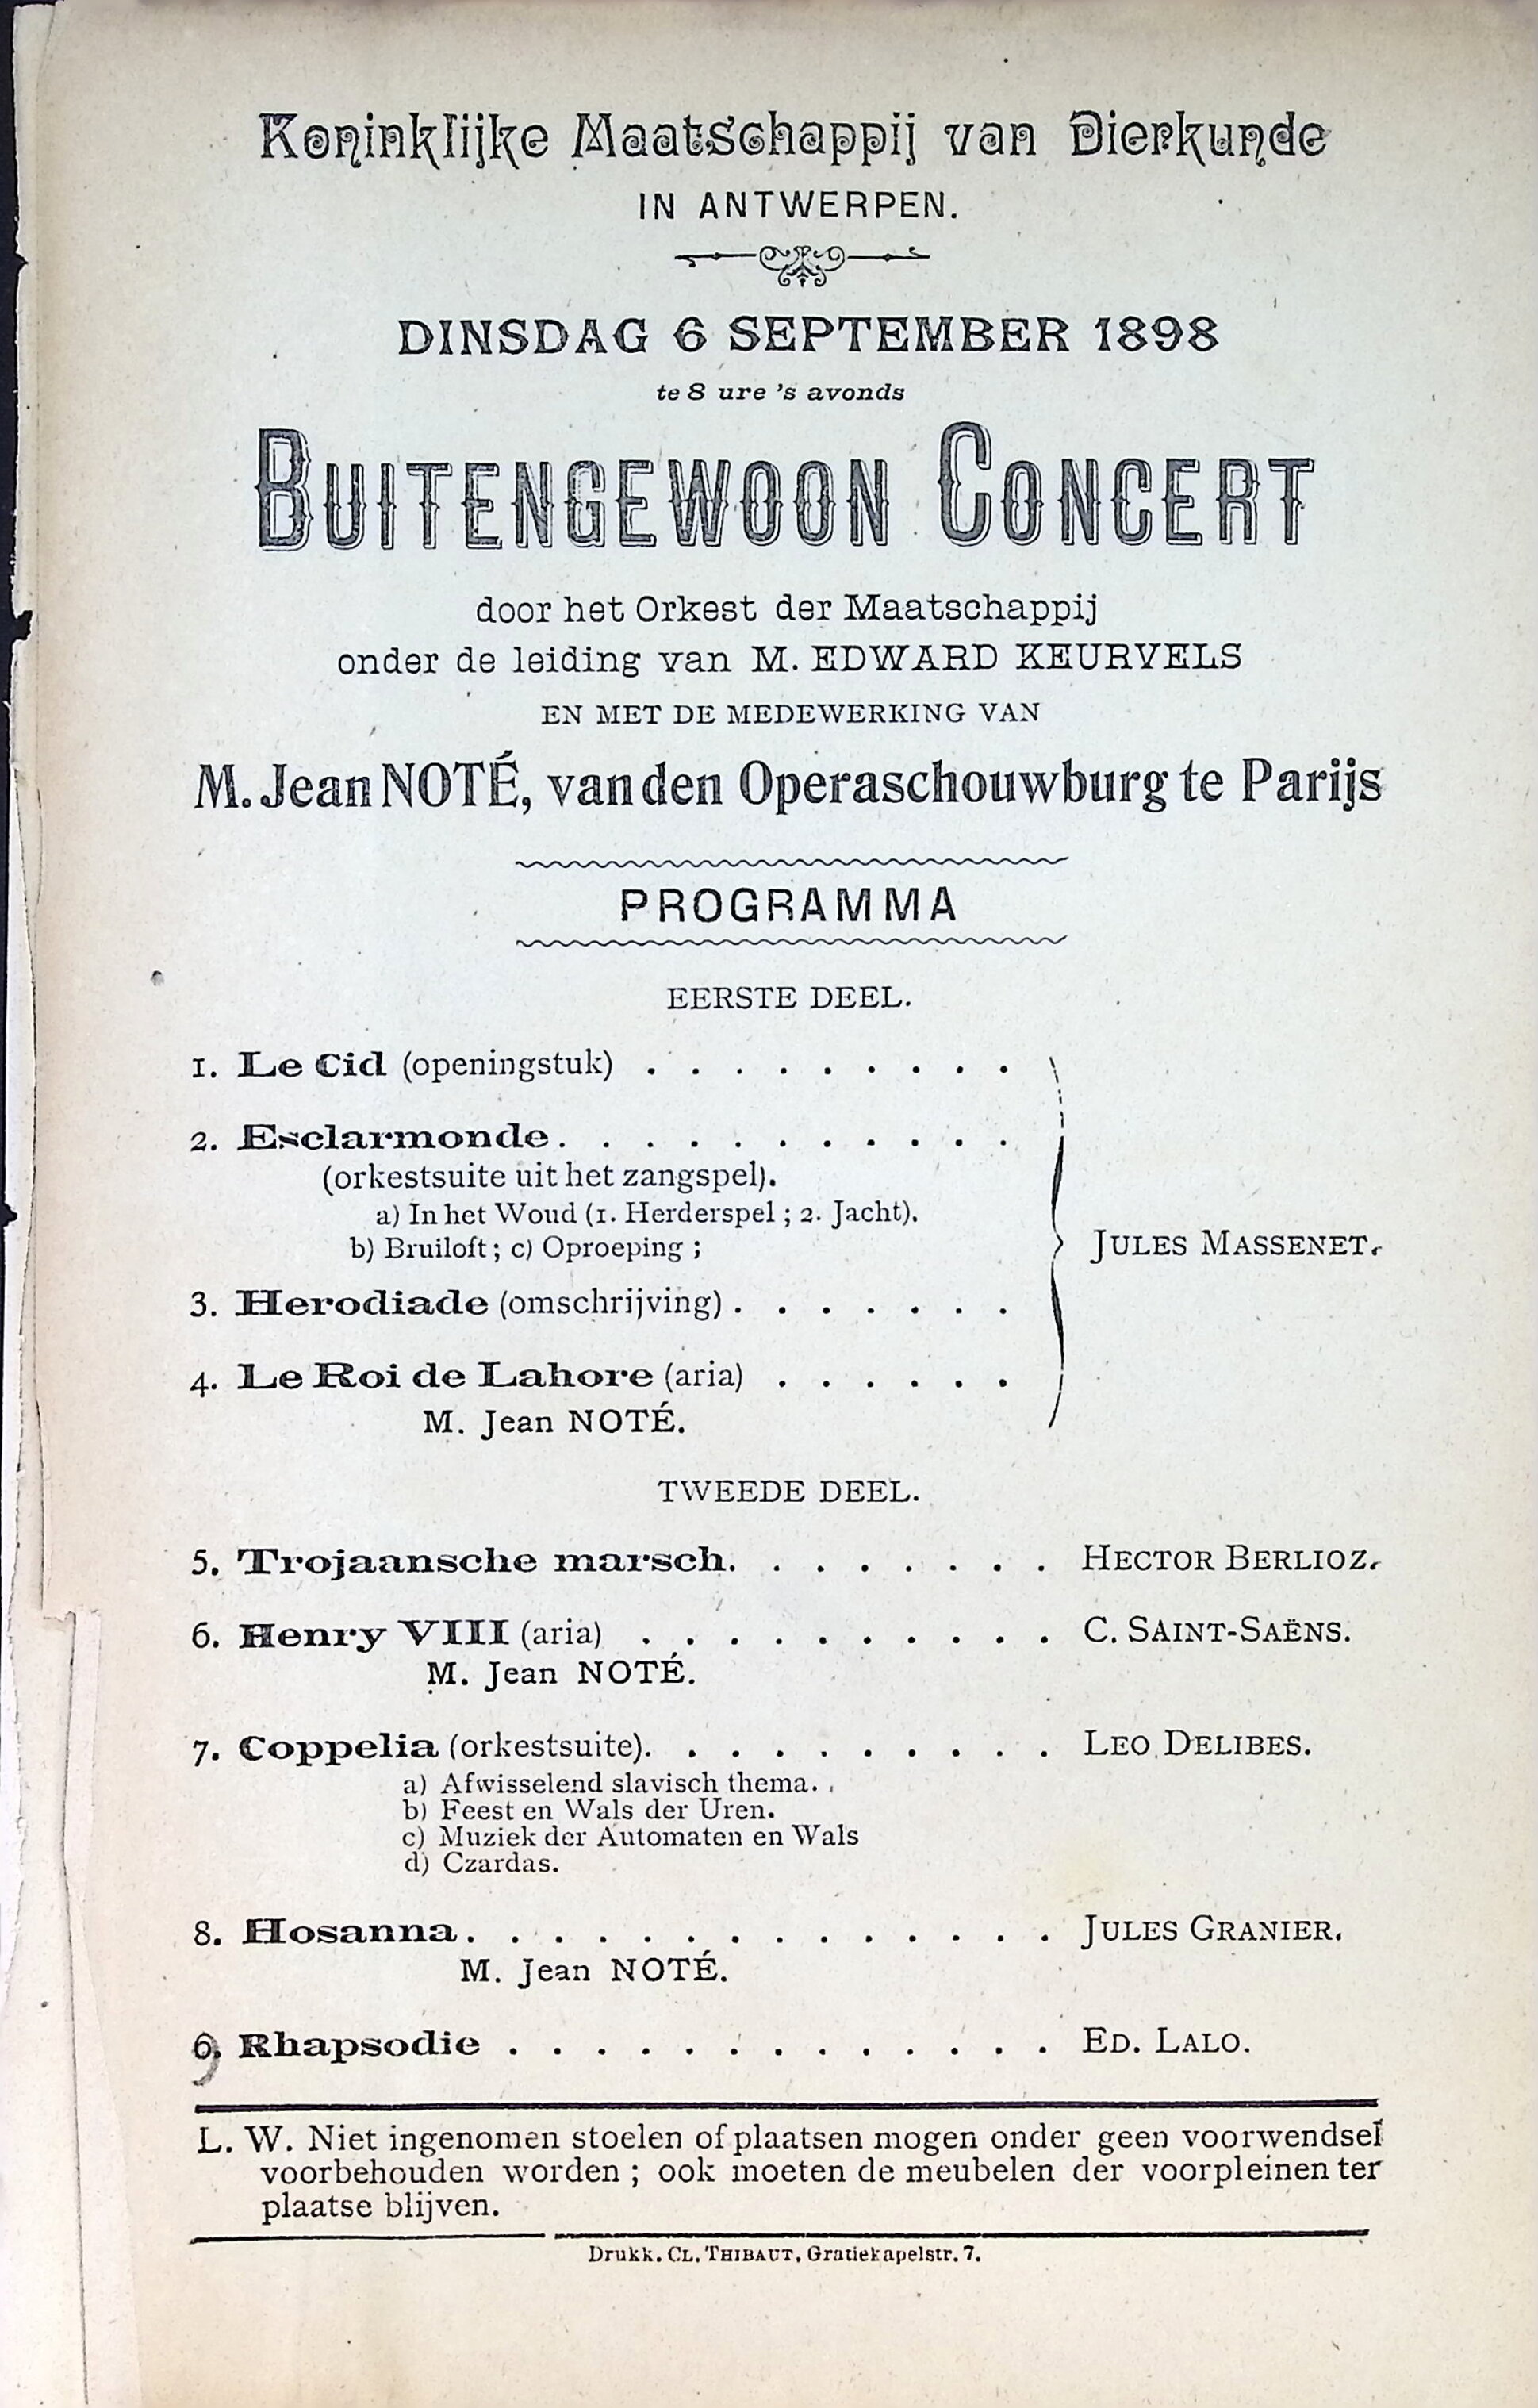 Koninklijke Maatschappij van Dierkunde
IN ANTWERPEN.
DINSDAG 6 SEPTEMBER 1898
te 8 ure 's avonds
BUITENGEWOON CONCERT
door het Orkest der Maatschappij
onder de leiding van M. EDWARD KEURVELS
EN MET DE MEDEWERKING VAN
M. Jean NOTÉ, van den Operaschouwburg te Parijs
PROGRAMMA
EERSTE DEEL.
1. Le Cid (openingstuk) . . . . . . . . .
2. Esclarmonde. . . . . . . . . . .
(orkestsuite uit het zangspel).
a) In het Woud (1. Herderspel ; 2. Jacht).
b) Bruiloft ; c) Oproeping ;
JULES MASSENET.
3. Herodiade (omschrijving) . . . . . . .
4. Le Roi de Lahore (aria) . . . . . .
M. Jean NOTÉ.
TWEEDE DEEL.
5. Trojaansche marsch. . . . . . . . HECTOR BERLIOZ.
6. Henry VIII (aria) . . . . . . . . . . C. SAINT-SAËNS.
M. Jean NOTÉ.
7. Coppelia (orkestsuite). . . . . . . . . . LEO DELIBES.
a) Afwisselend slavisch thema.
b) Feest en Wals der Uren.
c) Muziek der Automaten en Wals
d) Czardas.
8. Hosanna. . . . . . . . . . . . . . JULES GRANIER.
M. Jean NOTÉ.
6. Rhapsodie . . . . . . . . . . . . . ED. LALO.
L. W. Niet ingenomen stoelen of plaatsen mogen onder geen voorwendsel
voorbehouden worden ; ook moeten de meubelen der voorpleinen ter
plaatse blijven.
Drukk. CL. THIBAUT, Gratiekapelstr. 7.